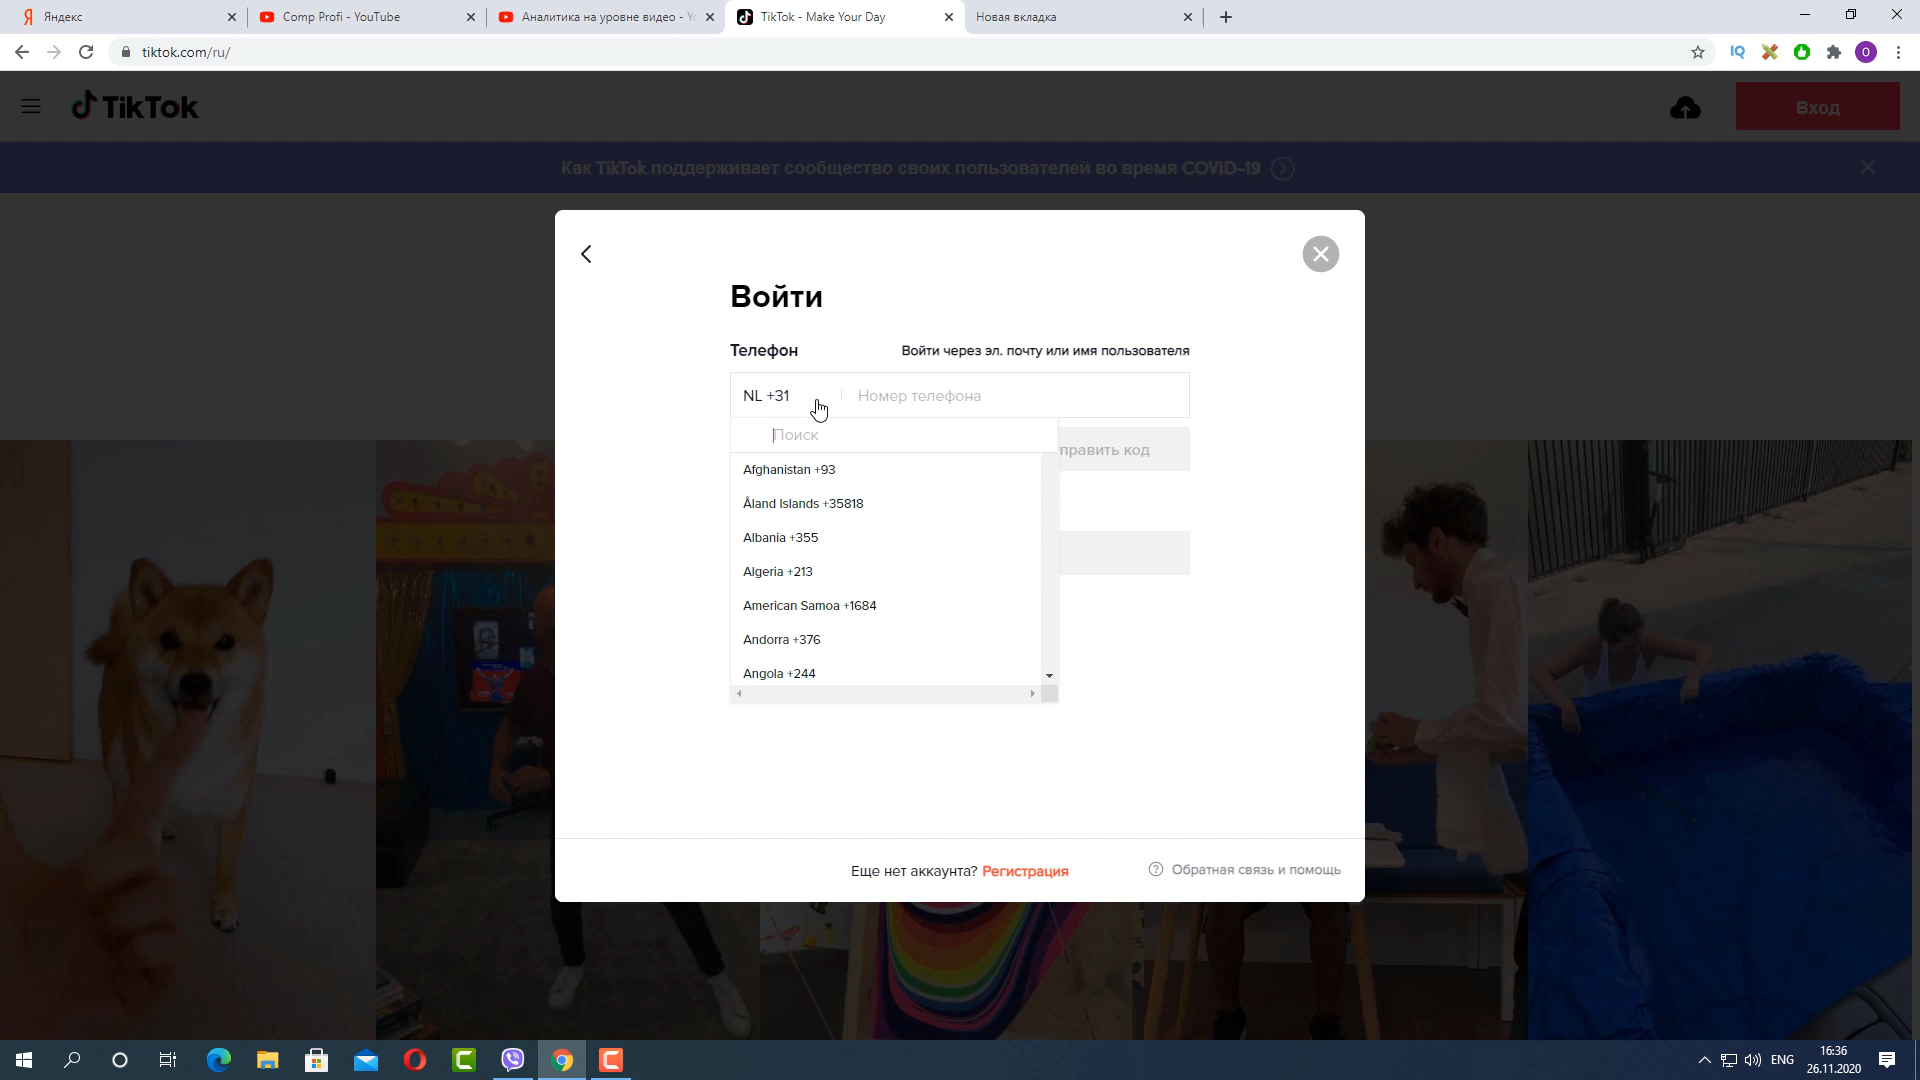 Яндекс
Comp Profi - YouTube
Аналитика на уровне видео - Yo
TikTok - Make Your Day
Новая вкладка
tiktok.com/ru/
IQ
O
TikTok
Вход
Как TikTok поддерживает сообщество своих пользователей во время COVID-19
Войти
Телефон
Войти через эл. почту или имя пользователя
NL +31
Номер телефона
Поиск
править код
Afghanistan +93
Åland Islands +35818
Albania +355
Algeria +213
American Samoa +1684
Andorra +376
Angola +244
Еще нет аккаунта? Регистрация
Обратная связь и помощь
ENG
16:36
26.11.2020